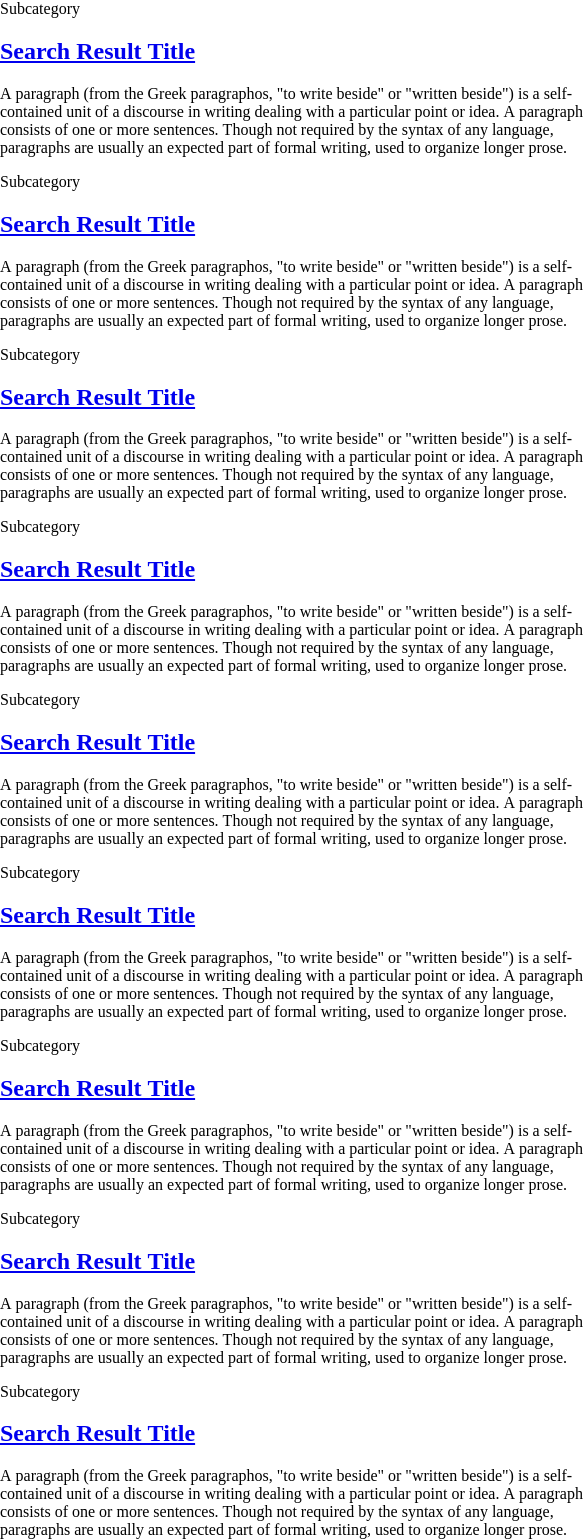 Subcategory
Search Result Title
A paragraph (from the Greek paragraphos, "to write beside" or "written beside") is a self-
contained unit of a discourse in writing dealing with a particular point or idea. A paragraph
consists of one or more sentences. Though not required by the syntax of any language,
paragraphs are usually an expected part of formal writing, used to organize longer prose.
Subcategory
Search Result Title
A paragraph (from the Greek paragraphos, "to write beside" or "written beside") is a self-
contained unit of a discourse in writing dealing with a particular point or idea. A paragraph
consists of one or more sentences. Though not required by the syntax of any language,
paragraphs are usually an expected part of formal writing, used to organize longer prose.
Subcategory
Search Result Title
A paragraph (from the Greek paragraphos, "to write beside" or "written beside") is a self-
contained unit of a discourse in writing dealing with a particular point or idea. A paragraph
consists of one or more sentences. Though not required by the syntax of any language,
paragraphs are usually an expected part of formal writing, used to organize longer prose.
Subcategory
Search Result Title
A paragraph (from the Greek paragraphos, "to write beside" or "written beside") is a self-
contained unit of a discourse in writing dealing with a particular point or idea. A paragraph
consists of one or more sentences. Though not required by the syntax of any language,
paragraphs are usually an expected part of formal writing, used to organize longer prose.
Subcategory
Search Result Title
A paragraph (from the Greek paragraphos, "to write beside" or "written beside") is a self-
contained unit of a discourse in writing dealing with a particular point or idea. A paragraph
consists of one or more sentences. Though not required by the syntax of any language,
paragraphs are usually an expected part of formal writing, used to organize longer prose.
Subcategory
Search Result Title
A paragraph (from the Greek paragraphos, "to write beside" or "written beside") is a self-
contained unit of a discourse in writing dealing with a particular point or idea. A paragraph
consists of one or more sentences. Though not required by the syntax of any language,
paragraphs are usually an expected part of formal writing, used to organize longer prose.
Subcategory
Search Result Title
A paragraph (from the Greek paragraphos, "to write beside" or "written beside") is a self-
contained unit of a discourse in writing dealing with a particular point or idea. A paragraph
consists of one or more sentences. Though not required by the syntax of any language,
paragraphs are usually an expected part of formal writing, used to organize longer prose.
Subcategory
Search Result Title
A paragraph (from the Greek paragraphos, "to write beside" or "written beside") is a self-
contained unit of a discourse in writing dealing with a particular point or idea. A paragraph
consists of one or more sentences. Though not required by the syntax of any language,
paragraphs are usually an expected part of formal writing, used to organize longer prose.
Subcategory
Search Result Title
A paragraph (from the Greek paragraphos, "to write beside" or "written beside") is a self-
contained unit of a discourse in writing dealing with a particular point or idea. A paragraph
consists of one or more sentences. Though not required by the syntax of any language,
paragraphs are usually an expected part of formal writing, used to organize longer prose.